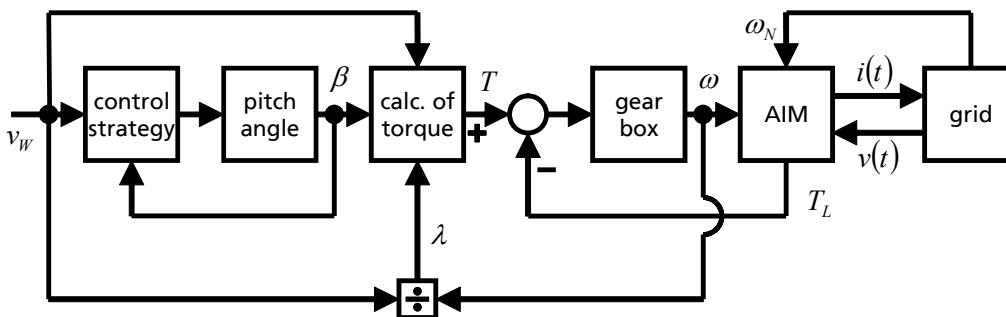 ω_N
β
T
ω
i(t)
control
strategy
pitch
angle
calc. of
torque
gear
box
AIM
grid
+
v_W
−
v(t)
T_L
λ
÷